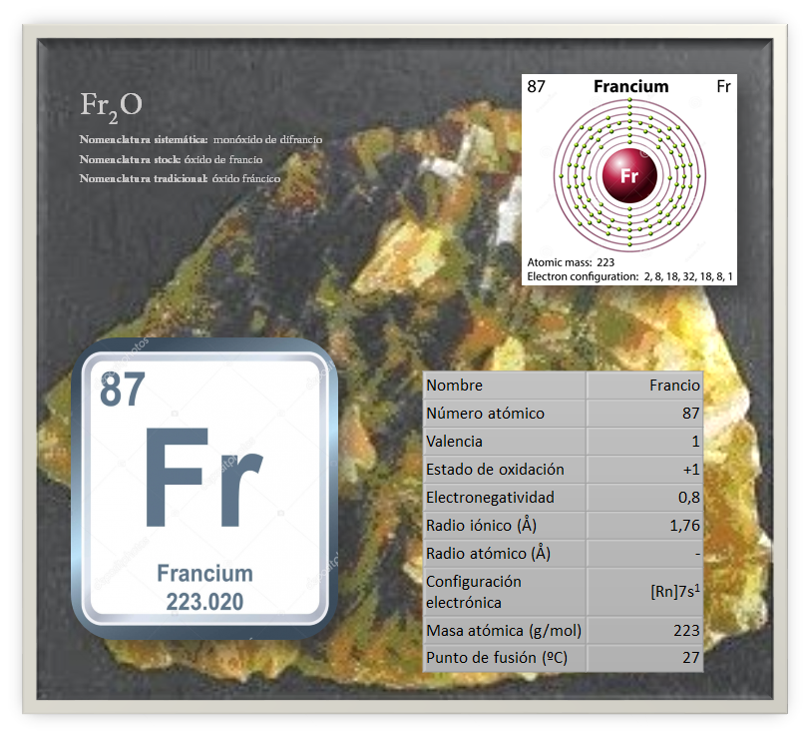 Fr₂O
Nomenclatura sistemática: monóxido de difrancio
Nomenclatura stock: óxido de francio
Nomenclatura tradicional: óxido fráncico
87 Francium Fr
Fr
Atomic mass: 223
Electron configuration: 2, 8, 18, 32, 18, 8, 1
87
Fr
Francium
223.020
Nombre Francio
Número atómico 87
Valencia 1
Estado de oxidación +1
Electronegatividad 0,8
Radio iónico (Å) 1,76
Radio atómico (Å) -
Configuración
electrónica [Rn]7s¹
Masa atómica (g/mol) 223
Punto de fusión (ºC) 27